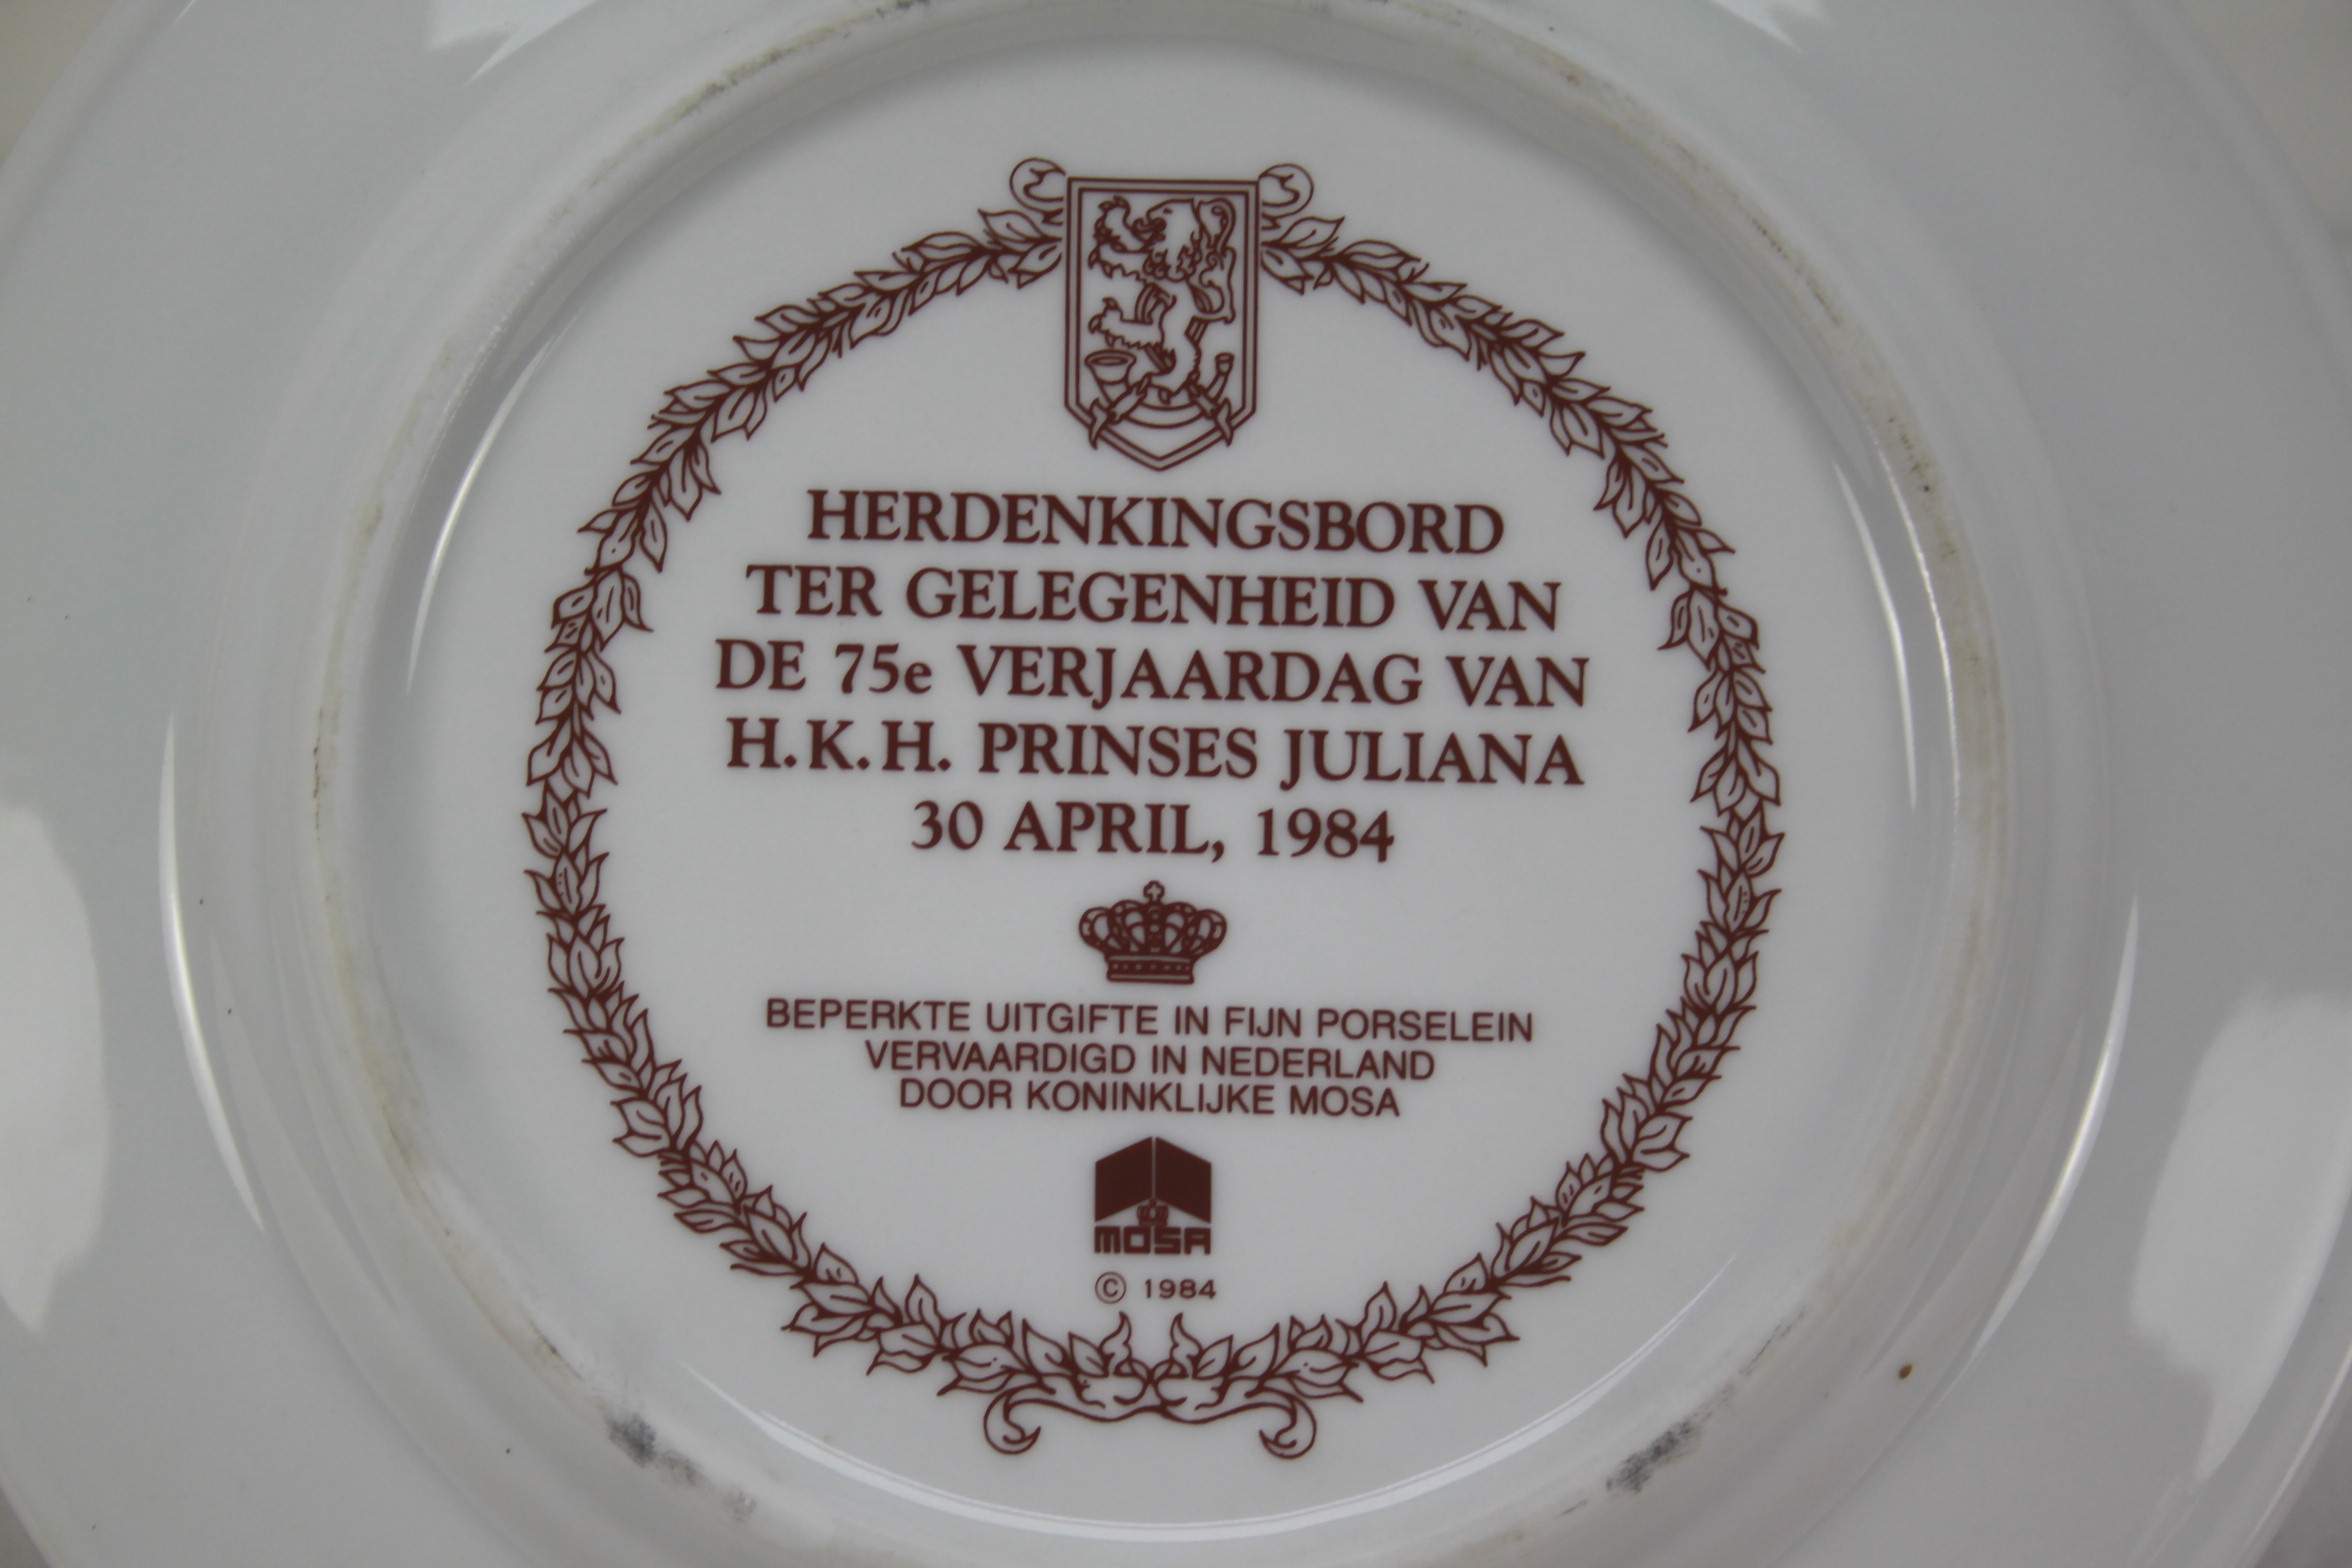 HERDENKINGSBORD
TER GELEGENHEID VAN
DE 75e VERJAARDAG VAN
H.K.H. PRINSES JULIANA
30 APRIL, 1984
BEPERKTE UITGIFTE IN FIJN PORSELEIN
VERVAARDIGD IN NEDERLAND
DOOR KONINKLIJKE MOSA
MOSA
© 1984